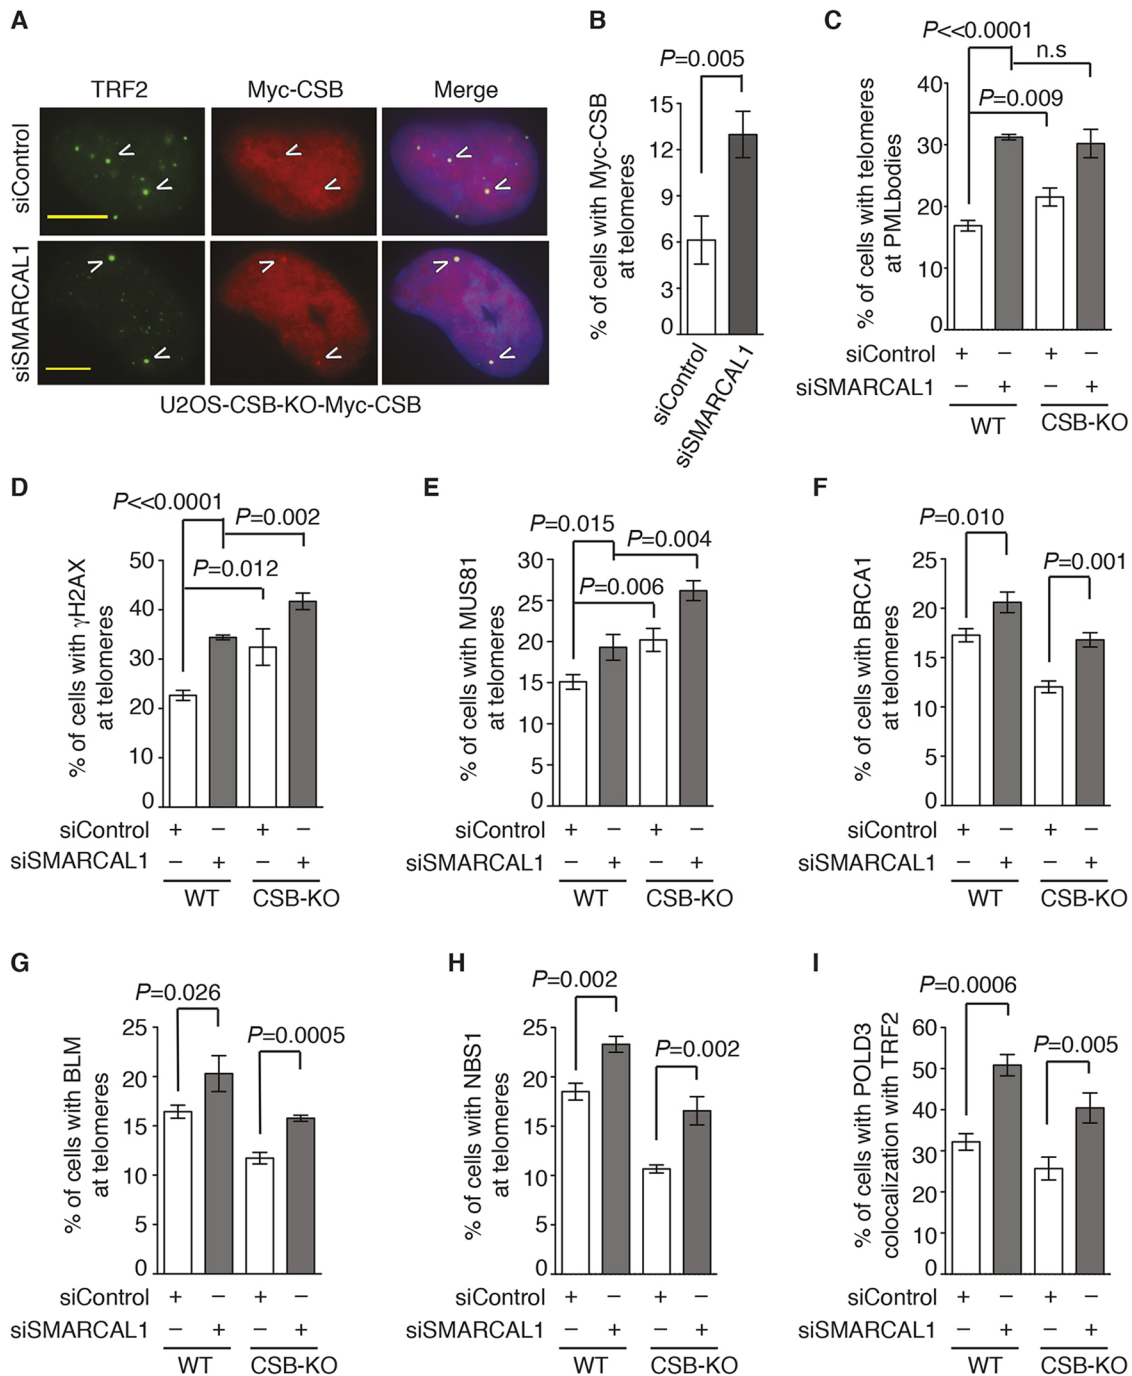 A
TRF2
Myc-CSB
Merge
siControl
siSMARCAL1
U2OS-CSB-KO-Myc-CSB
B
P=0.005
% of cells with Myc-CSB
at telomeres
15
12
9
6
3
0
siControl
siSMARCAL1
C
P<<0.0001
n.s
P=0.009
% of cells with telomeres
at PMLbodies
40
30
20
10
0
siControl + − + −
siSMARCAL1 − + − +
WT CSB-KO
D
P<<0.0001
P=0.002
P=0.012
% of cells with γH2AX
at telomeres
50
40
30
20
10
0
siControl + − + −
siSMARCAL1 − + − +
WT CSB-KO
E
P=0.015
P=0.004
P=0.006
% of cells with MUS81
at telomeres
30
25
20
15
10
5
0
siControl + − + −
siSMARCAL1 − + − +
WT CSB-KO
F
P=0.010
P=0.001
% of cells with BRCA1
at telomeres
25
20
15
10
5
0
siControl + − + −
siSMARCAL1 − + − +
WT CSB-KO
G
P=0.026
P=0.0005
% of cells with BLM
at telomeres
25
20
15
10
5
0
siControl + − + −
siSMARCAL1 − + − +
WT CSB-KO
H
P=0.002
P=0.002
% of cells with NBS1
at telomeres
25
20
15
10
5
0
siControl + − + −
siSMARCAL1 − + − +
WT CSB-KO
I
P=0.0006
P=0.005
% of cells with POLD3
colocalization with TRF2
60
50
40
30
20
10
0
siControl + − + −
siSMARCAL1 − + − +
WT CSB-KO